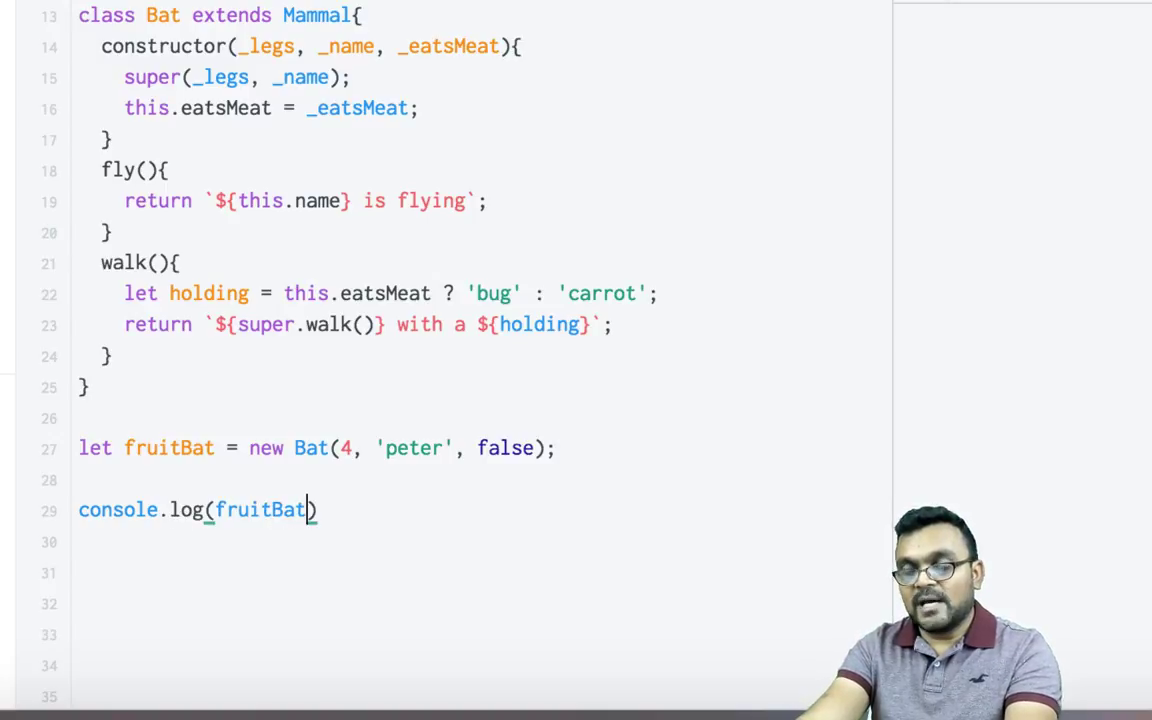 13 class Bat extends Mammal{
14 constructor(_legs, _name, _eatsMeat){
15 super(_legs, _name);
16 this.eatsMeat = _eatsMeat;
17 }
18 fly(){
19 return `${this.name} is flying`;
20 }
21 walk(){
22 let holding = this.eatsMeat ? 'bug' : 'carrot';
23 return `${super.walk()} with a ${holding}`;
24 }
25 }
26
27 let fruitBat = new Bat(4, 'peter', false);
28
29 console.log(fruitBat)
30
31
32
33
34
35